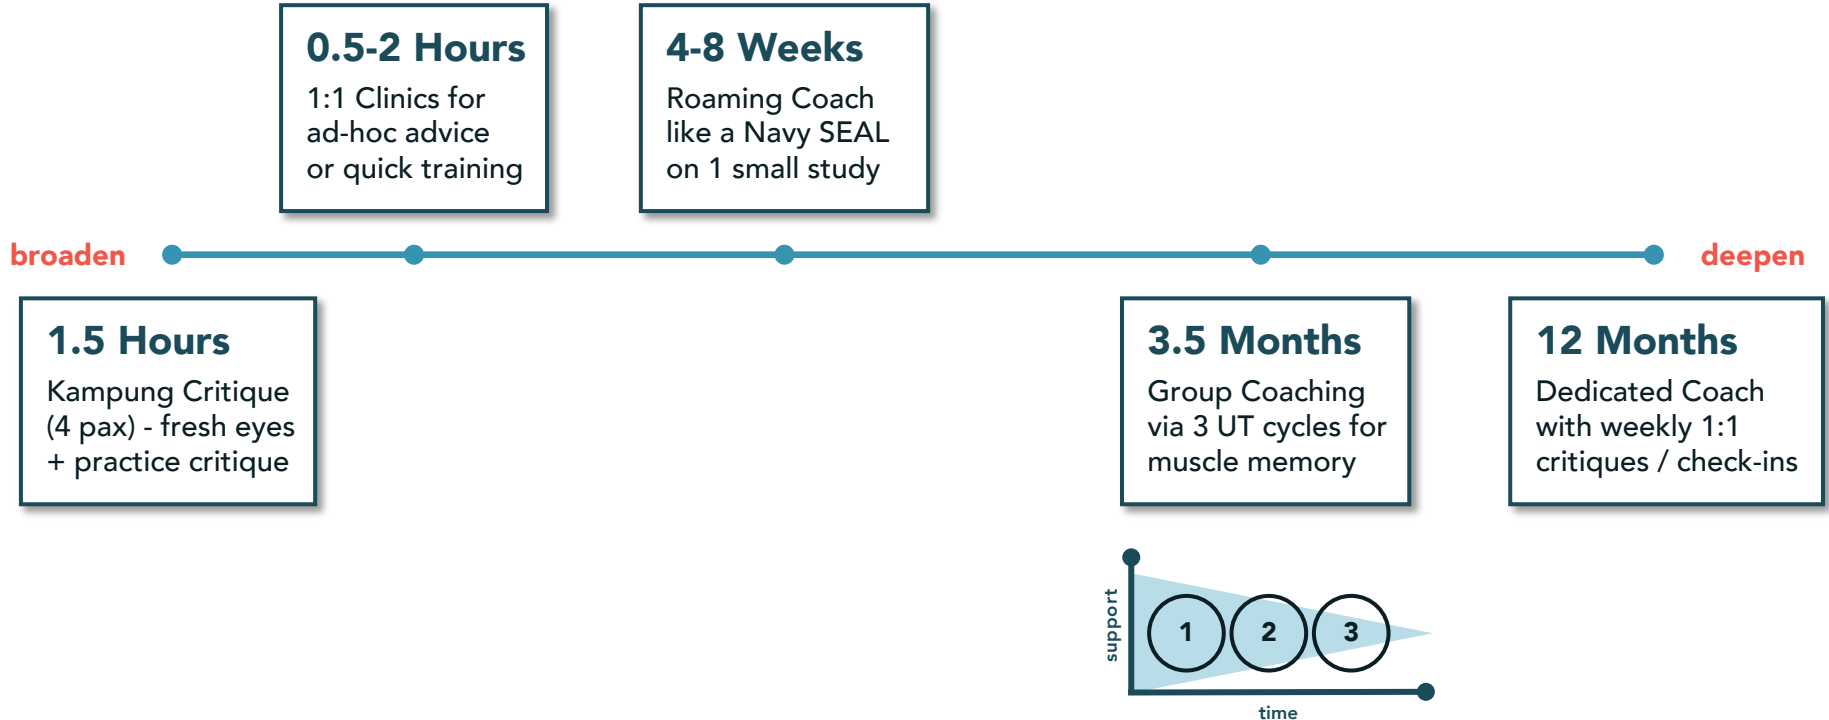 0.5-2 Hours
1:1 Clinics for
ad-hoc advice
or quick training
4-8 Weeks
Roaming Coach
like a Navy SEAL
on 1 small study
broaden
deepen
1.5 Hours
Kampung Critique
(4 pax) - fresh eyes
+ practice critique
3.5 Months
Group Coaching
via 3 UT cycles for
muscle memory
12 Months
Dedicated Coach
with weekly 1:1
critiques / check-ins
support
1
2
3
time